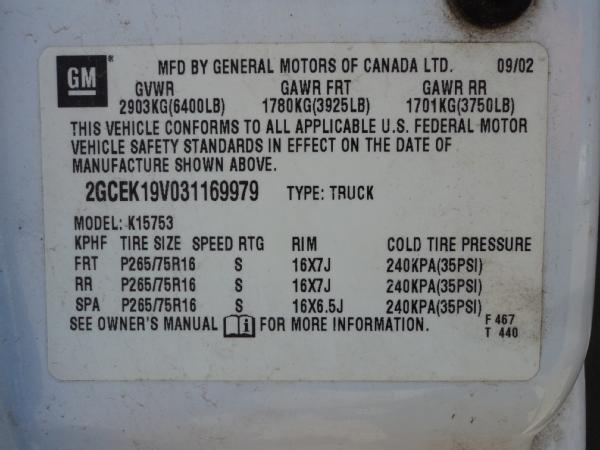 GM MFD BY GENERAL MOTORS OF CANADA LTD. 09/02
GVWR GAWR FRT GAWR RR
2903KG(6400LB) 1780KG(3925LB) 1701KG(3750LB)
THIS VEHICLE CONFORMS TO ALL APPLICABLE U.S. FEDERAL MOTOR
VEHICLE SAFETY STANDARDS IN EFFECT ON THE DATE OF
MANUFACTURE SHOWN ABOVE.
2GCEK19V031169979 TYPE: TRUCK
MODEL: K15753
KPHF TIRE SIZE SPEED RTG RIM COLD TIRE PRESSURE
FRT P265/75R16 S 16X7J 240KPA(35PSI)
RR P265/75R16 S 16X7J 240KPA(35PSI)
SPA P265/75R16 S 16X6.5J 240KPA(35PSI)
SEE OWNER'S MANUAL i FOR MORE INFORMATION. F 467
T 440